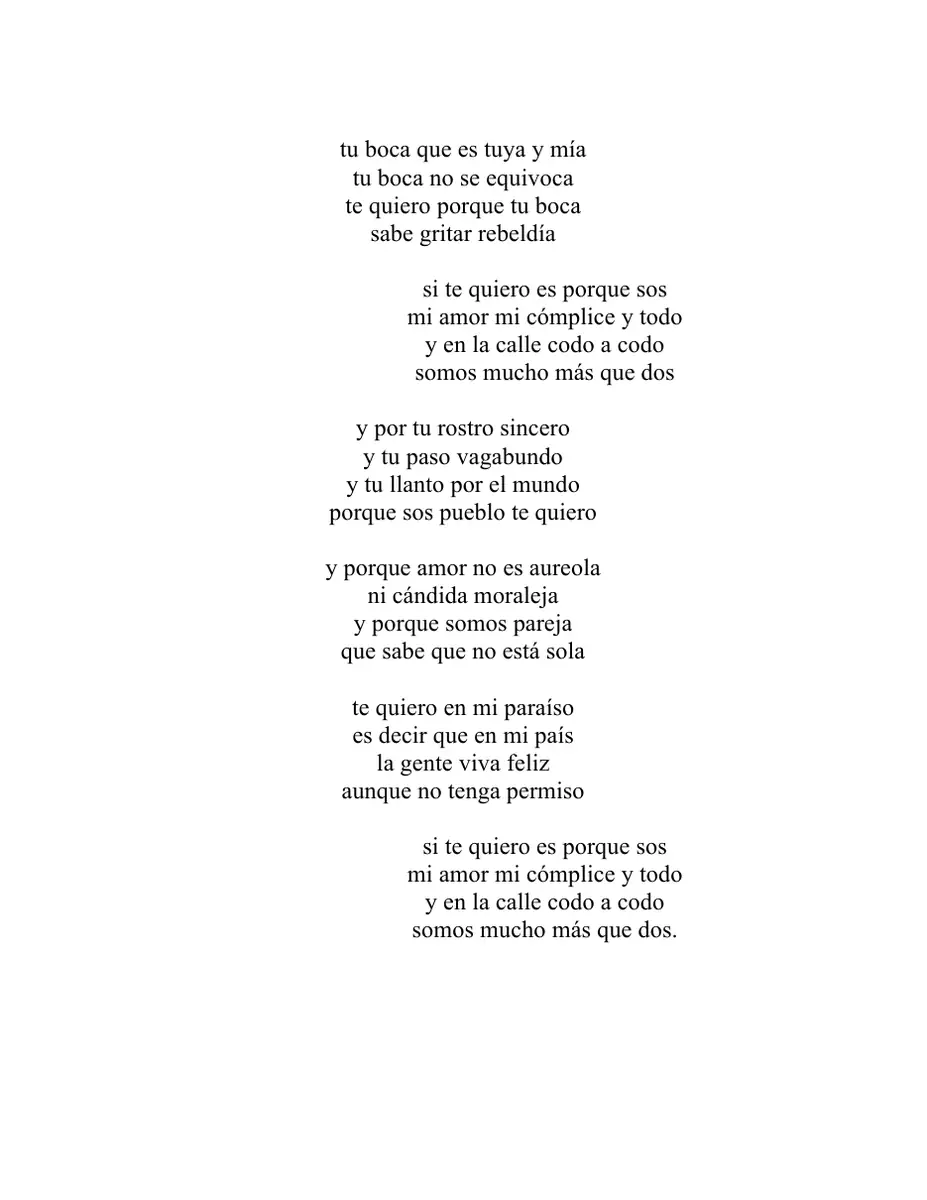 tu boca que es tuya y mía
tu boca no se equivoca
te quiero porque tu boca
sabe gritar rebeldía
si te quiero es porque sos
mi amor mi cómplice y todo
y en la calle codo a codo
somos mucho más que dos
y por tu rostro sincero
y tu paso vagabundo
y tu llanto por el mundo
porque sos pueblo te quiero
y porque amor no es aureola
ni cándida moraleja
y porque somos pareja
que sabe que no está sola
te quiero en mi paraíso
es decir que en mi país
la gente viva feliz
aunque no tenga permiso
si te quiero es porque sos
mi amor mi cómplice y todo
y en la calle codo a codo
somos mucho más que dos.